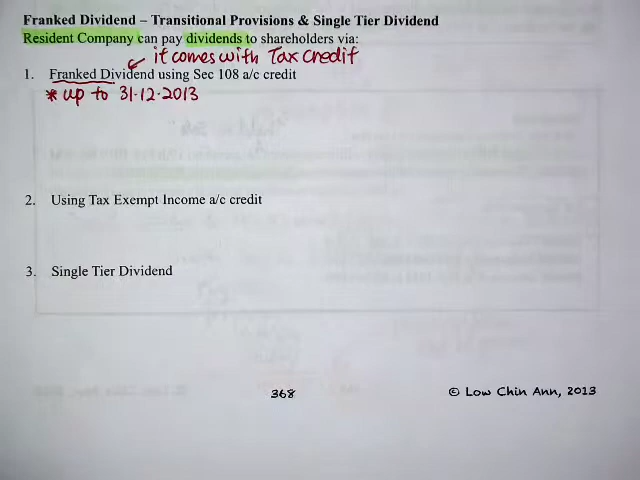 Franked Dividend – Transitional Provisions & Single Tier Dividend
Resident Company can pay dividends to shareholders via:
it comes with Tax Credit
1. Franked Dividend using Sec 108 a/c credit
* up to 31-12-2013
2. Using Tax Exempt Income a/c credit
3. Single Tier Dividend
368
© Low Chin Ann, 2013